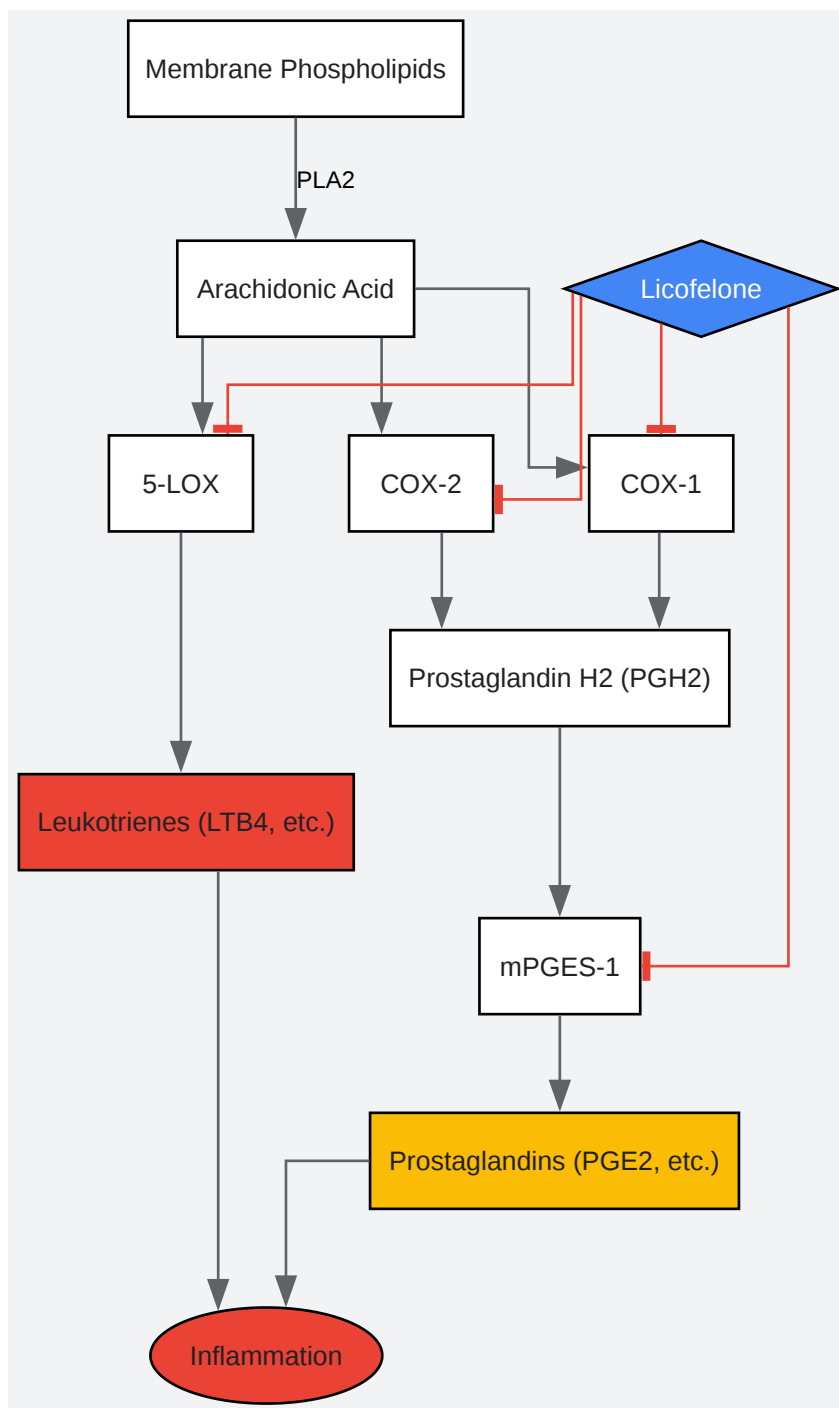 Membrane Phospholipids
PLA2
Arachidonic Acid
Licofelone
5-LOX
COX-2
COX-1
Prostaglandin H2 (PGH2)
Leukotrienes (LTB4, etc.)
mPGES-1
Prostaglandins (PGE2, etc.)
Inflammation